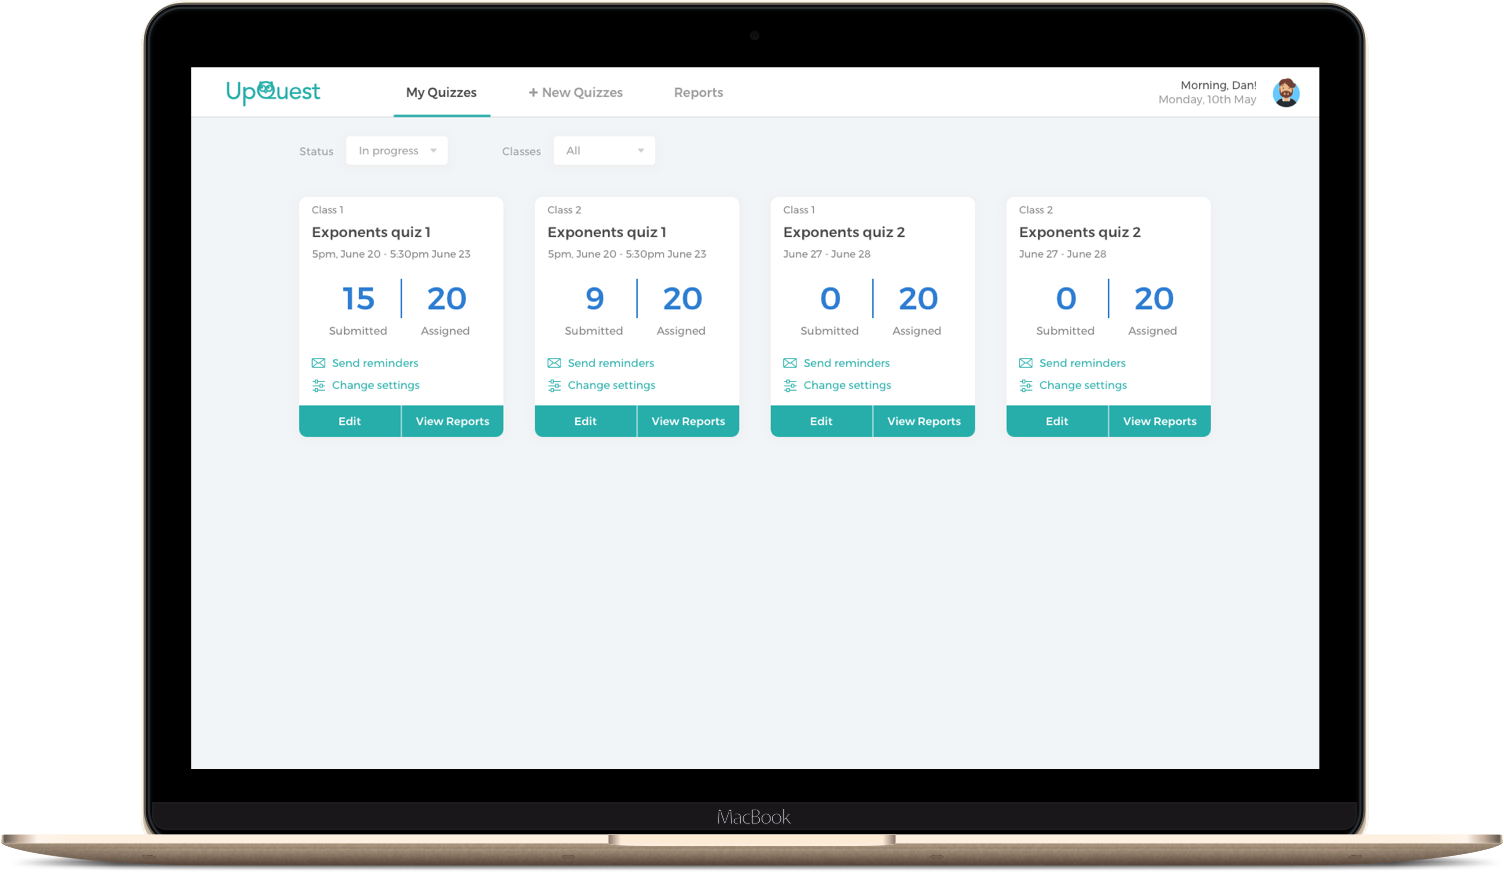 UpQuest
My Quizzes
+ New Quizzes
Reports
Morning, Dan!
Monday, 10th May
Status
In progress
Classes
All
Class 1
Exponents quiz 1
5pm, June 20 - 5:30pm June 23
15
20
Submitted
Assigned
Send reminders
Change settings
Edit
View Reports
Class 2
Exponents quiz 1
5pm, June 20 - 5:30pm June 23
9
20
Submitted
Assigned
Send reminders
Change settings
Edit
View Reports
Class 1
Exponents quiz 2
June 27 - June 28
0
20
Submitted
Assigned
Send reminders
Change settings
Edit
View Reports
Class 2
Exponents quiz 2
June 27 - June 28
0
20
Submitted
Assigned
Send reminders
Change settings
Edit
View Reports
MacBook